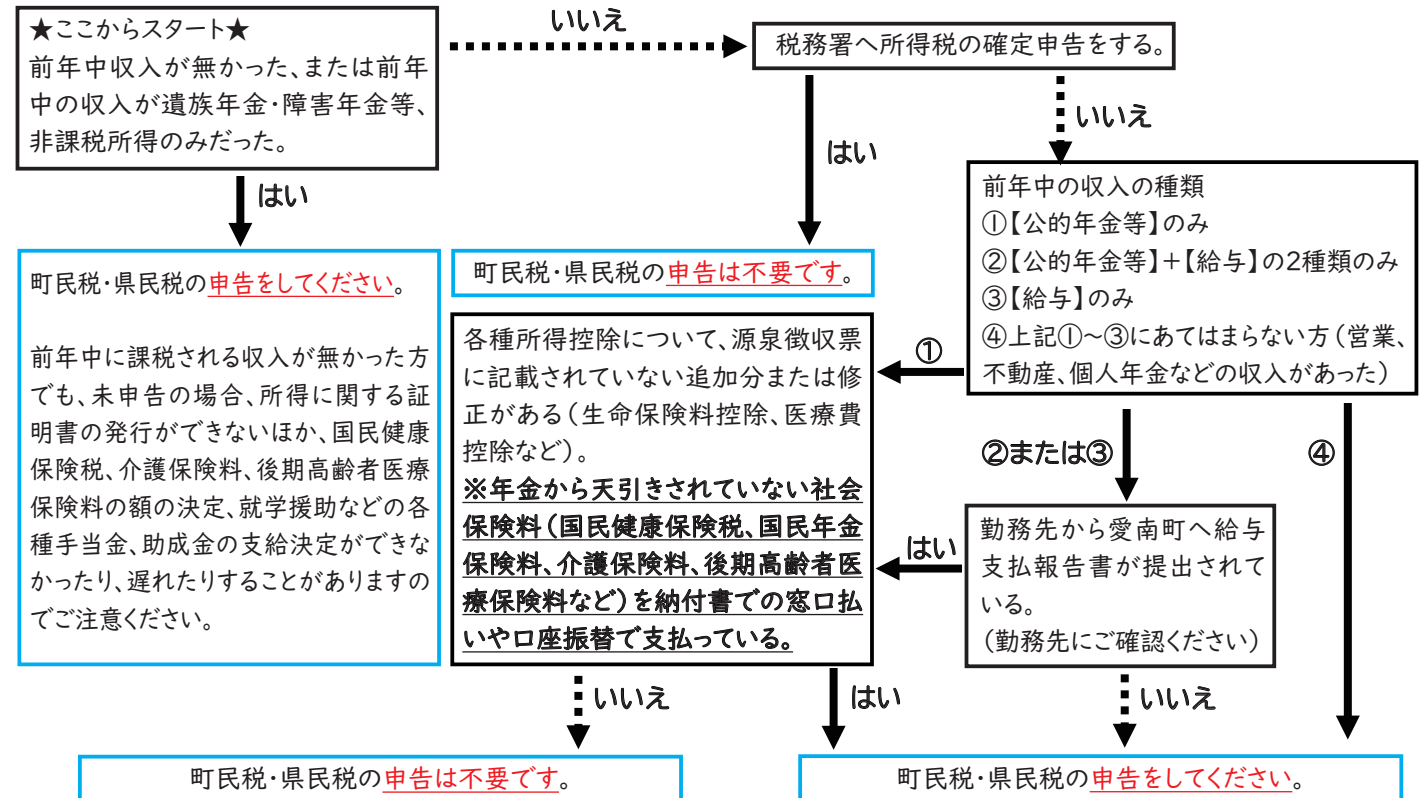 ★ここからスタート★
前年中収入が無かった、または前年
中の収入が遺族年金・障害年金等、
非課税所得のみだった。
いいえ
税務署へ所得税の確定申告をする。
はい
はい
いいえ
前年中の収入の種類
①【公的年金等】のみ
②【公的年金等】＋【給与】の2種類のみ
③【給与】のみ
④上記①～③にあてはまらない方（営業、
不動産、個人年金などの収入があった）
町民税・県民税の申告をしてください。
前年中に課税される収入が無かった方
でも、未申告の場合、所得に関する証
明書の発行ができないほか、国民健康
保険税、介護保険料、後期高齢者医療
保険料の額の決定、就学援助などの各
種手当金、助成金の支給決定ができな
かったり、遅れたりすることがありますの
でご注意ください。
町民税・県民税の申告は不要です。
各種所得控除について、源泉徴収票
に記載されていない追加分または修
正がある（生命保険料控除、医療費
控除など）。
※年金から天引きされていない社会
保険料（国民健康保険税、国民年金
保険料、介護保険料、後期高齢者医
療保険料など）を納付書での窓口払
いや口座振替で支払っている。
①
②または③
④
はい
勤務先から愛南町へ給与
支払報告書が提出されて
いる。
（勤務先にご確認ください）
いいえ
はい
いいえ
町民税・県民税の申告は不要です。
町民税・県民税の申告をしてください。